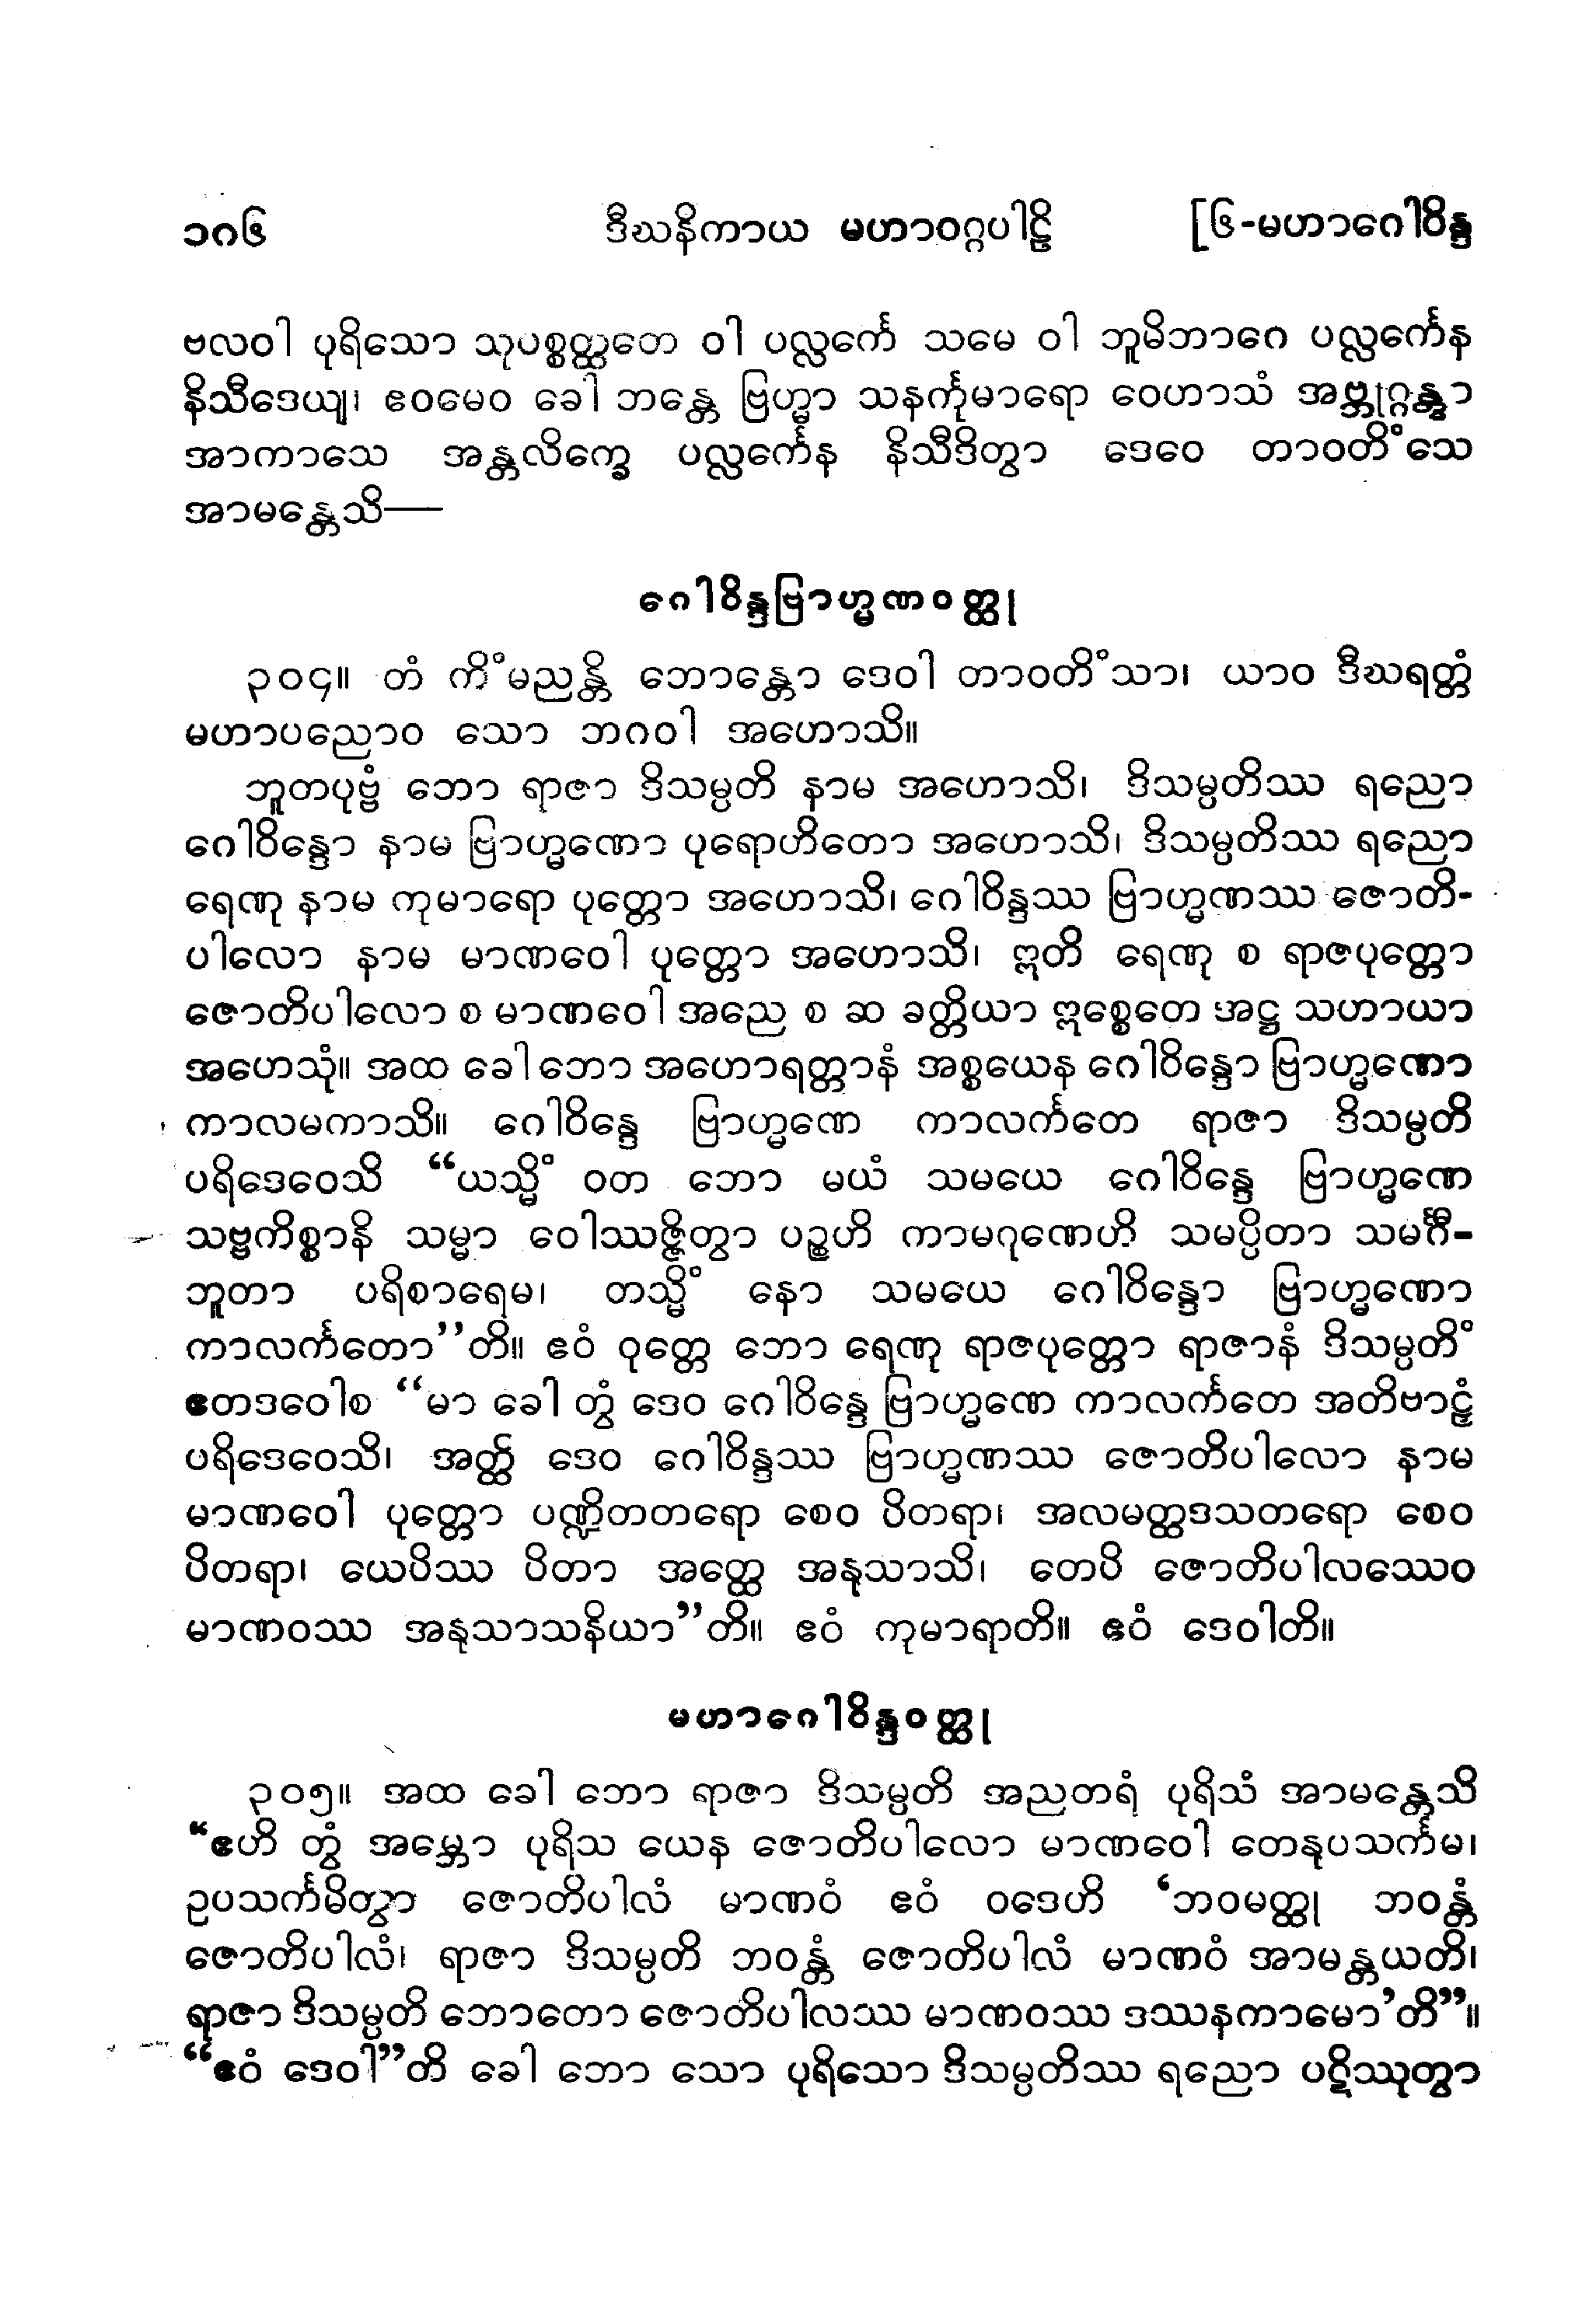 ၁၈၆ ဒီဃနိကာယ မဟာဝဂ္ဂပါဠိ [၆-မဟာဂေါဝိန္ဒ
ဗလဝါ ပုရိသော သုပစ္စတ္ထတေ ဝါ ပလ္လင်္ကေ သမေ ဝါ ဘူမိဘာဂေ ပလ္လင်္ကေန
နိသီဒေယျ၊ ဧဝမေဝ ခေါ ဘန္တေ ဗြဟ္မာ သနင်္ကုမာရော ဝေဟာသံ အဗ္ဘုဂ္ဂန္တွာ
အာကာသေ အန္တလိက္ခေ ပလ္လင်္ကေန နိသီဒိတွာ ဒေဝေ တာဝတိံသေ
အာမန္တေသိ—
ဂေါဝိန္ဒဗြာဟ္မဏဝတ္ထု
၃၀၄။ တံ ကိံမညန္တိ ဘောန္တော ဒေဝါ တာဝတိံသာ၊ ယာဝ ဒီဃရတ္တံ
မဟာပညောဝ သော ဘဂဝါ အဟောသိ။
ဘူတပုဗ္ဗံ ဘော ရာဇာ ဒိသမ္ပတိ နာမ အဟောသိ၊ ဒိသမ္ပတိဿ ရညော
ဂေါဝိန္ဒော နာမ ဗြာဟ္မဏော ပုရောဟိတော အဟောသိ၊ ဒိသမ္ပတိဿ ရညော
ရေဏု နာမ ကုမာရော ပုတ္တော အဟောသိ၊ ဂေါဝိန္ဒဿ ဗြာဟ္မဏဿ ဇောတိ-
ပါလော နာမ မာဏဝေါ ပုတ္တော အဟောသိ၊ ဣတိ ရေဏု စ ရာဇပုတ္တော
ဇောတိပါလော စ မာဏဝေါ အညေ စ ဆ ခတ္တိယာ ဣစ္စေတေ အဋ္ဌ သဟာယာ
အဟေသုံ။ အထ ခေါ ဘော အဟောရတ္တာနံ အစ္စယေန ဂေါဝိန္ဒော ဗြာဟ္မဏော
ကာလမကာသိ။ ဂေါဝိန္ဒေ ဗြာဟ္မဏေ ကာလင်္ကတေ ရာဇာ ဒိသမ္ပတိ
ပရိဒေဝေသိ “ယသ္မိံ ဝတ ဘော မယံ သမယေ ဂေါဝိန္ဒေ ဗြာဟ္မဏေ
သဗ္ဗကိစ္စာနိ သမ္မာ ဝေါဿဇ္ဇိတွာ ပဉ္စဟိ ကာမဂုဏေဟိ သမပ္ပိတာ သမင်္ဂီ-
ဘူတာ ပရိစာရေမ၊ တသ္မိံ နော သမယေ ဂေါဝိန္ဒော ဗြာဟ္မဏော
ကာလင်္ကတော”တိ။ ဧဝံ ဝုတ္တေ ဘော ရေဏု ရာဇပုတ္တော ရာဇာနံ ဒိသမ္ပတိံ
ဧတဒဝေါစ “မာ ခေါ တွံ ဒေဝ ဂေါဝိန္ဒေ ဗြာဟ္မဏေ ကာလင်္ကတေ အတိဗာဠှံ
ပရိဒေဝေသိ၊ အတ္ထိ ဒေဝ ဂေါဝိန္ဒဿ ဗြာဟ္မဏဿ ဇောတိပါလော နာမ
မာဏဝေါ ပုတ္တော ပဏ္ဍိတတရော စေဝ ပိတရာ၊ အလမတ္ထဒသတရော စေဝ
ပိတရာ၊ ယေပိဿ ပိတာ အတ္ထေ အနုသာသိ၊ တေပိ ဇောတိပါလဿေဝ
မာဏဝဿ အနုသာသနိယာ”တိ။ ဧဝံ ကုမာရာတိ။ ဧဝံ ဒေဝါတိ။
မဟာဂေါဝိန္ဒဝတ္ထု
၃၀၅။ အထ ခေါ ဘော ရာဇာ ဒိသမ္ပတိ အညတရံ ပုရိသံ အာမန္တေသိ
“ဧဟိ တွံ အမ္ဘော ပုရိသ ယေန ဇောတိပါလော မာဏဝေါ တေနုပသင်္ကမ၊
ဥပသင်္ကမိတွာ ဇောတိပါလံ မာဏဝံ ဧဝံ ဝဒေဟိ ‘ဘဝမတ္ထု ဘဝန္တံ
ဇောတိပါလံ၊ ရာဇာ ဒိသမ္ပတိ ဘဝန္တံ ဇောတိပါလံ မာဏဝံ အာမန္တယတိ၊
ရာဇာ ဒိသမ္ပတိ ဘောတော ဇောတိပါလဿ မာဏဝဿ ဒဿနကာမော’တိ”။
“ဧဝံ ဒေဝါ”တိ ခေါ ဘော သော ပုရိသော ဒိသမ္ပတိဿ ရညော ပဋိဿုတွာ